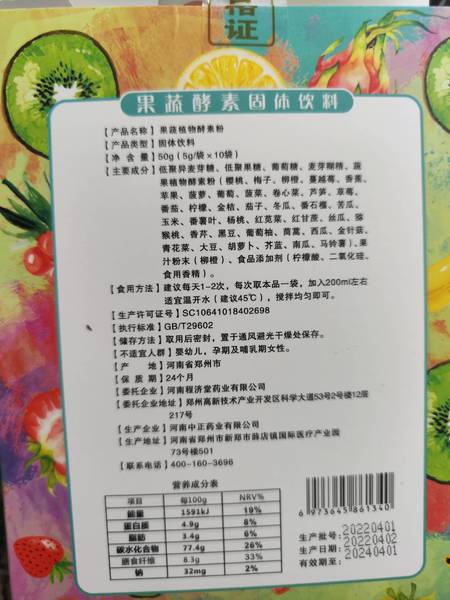 格
证
果蔬酵素固体饮料
【产品名称】果蔬植物酵素粉
【产品类型】固体饮料
【净 含 量】50g（5g/袋×10袋）
【主要成分】低聚异麦芽糖、低聚果糖、葡萄糖、麦芽糊精、蔬
果植物酵素粉（樱桃、梅子、柳橙、蔓越莓、香蕉、
苹果、菠萝、葡萄、菠菜、卷心菜、芦笋、草莓、
番茄、柠檬、金桔、茄子、冬瓜、番石榴、苦瓜、
玉米、番薯叶、杨桃、红苋菜、红甘蔗、丝瓜、猕
猴桃、香芹、黑豆、葡萄柚、茼蒿、西瓜、金针菇、
青花菜、大豆、胡萝卜、芥蓝、南瓜、马铃薯）、果
汁粉末（柳橙）、食品添加剂（柠檬酸、二氧化硅、
食用香精）。
【食用方法】建议每天1-2次，每次取本品一袋，加入200ml左右
适宜温开水（建议45℃），搅拌均匀即可。
【生产许可证号】SC10641018402698
【执行标准】GB/T29602
【储存方法】取用后密封，置于通风避光干燥处保存。
【不适宜人群】婴幼儿，孕期及哺乳期女性。
【产 地】河南省郑州市
【保 质 期】24个月
【委托企业】河南程济堂药业有限公司
【委托企业地址】郑州高新技术产业开发区科学大道53号2号楼12层
217号
【生产企业】河南中正药业有限公司
【生产地址】河南省郑州市新郑市薛店镇国际医疗产业园
73号楼501
【联系电话】400-160-3696
营养成分表
项目 每100g NRV%
能量 1591kJ 19%
蛋白质 4.9g 8%
脂肪 3.4g 6%
碳水化合物 77.4g 26%
膳食纤维 8.3g 33%
钠 32mg 2%
6 973645 861340
生产批号：20220401
生产日期：20220402
有效期至：20240401